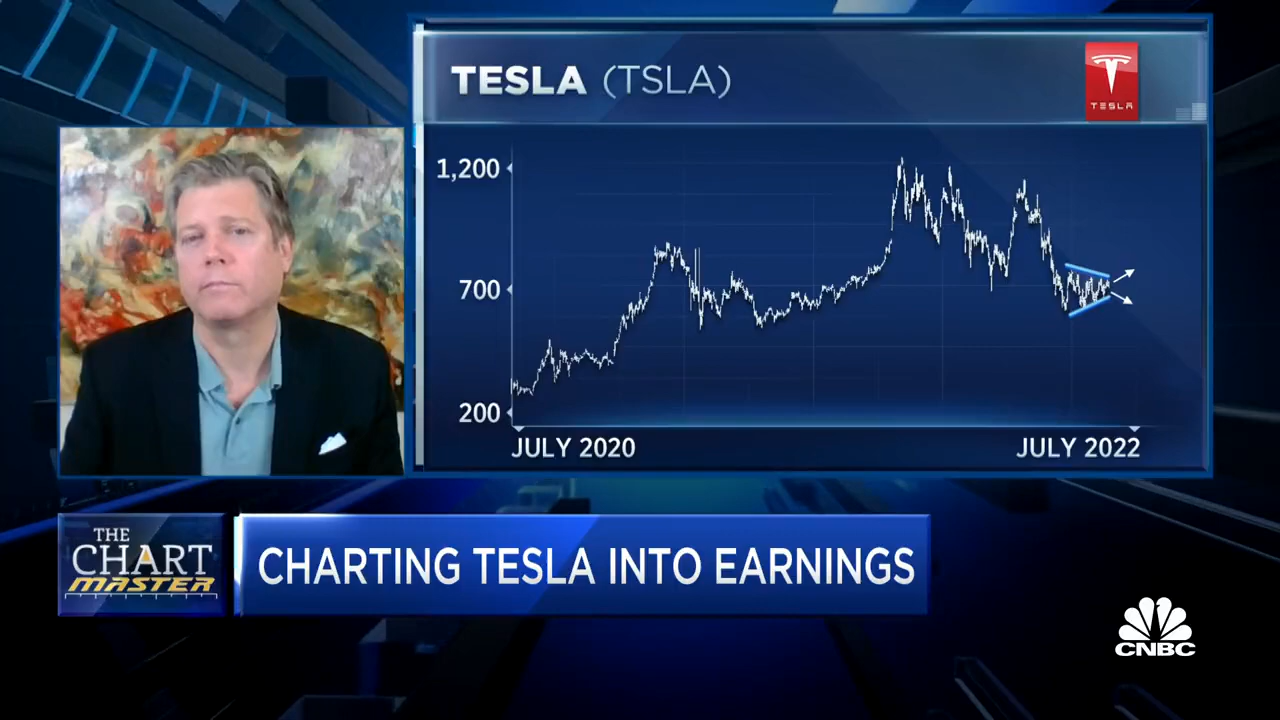 TESLA (TSLA)
TESLA
1,200
700
200
JULY 2020
JULY 2022
THE
CHART
MASTER
CHARTING TESLA INTO EARNINGS
CNBC